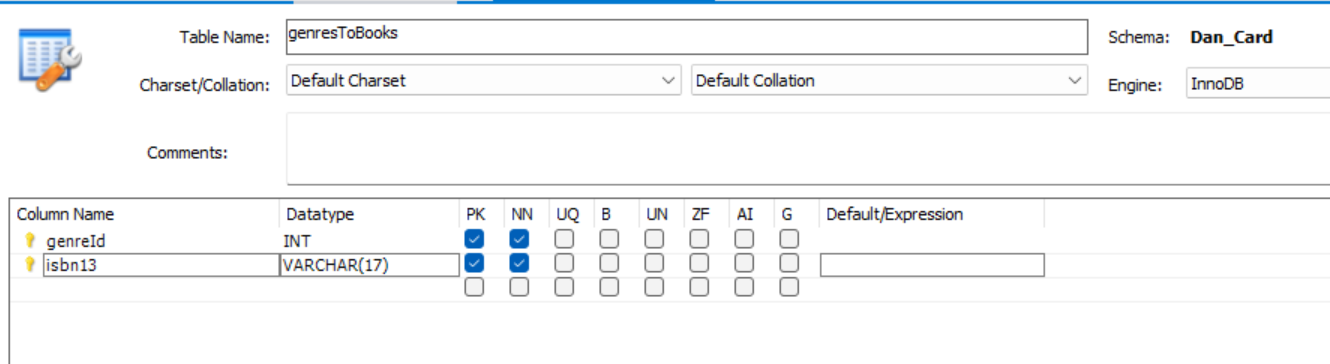 Table Name: genresToBooks Schema: Dan_Card
Charset/Collation: Default Charset Default Collation Engine: InnoDB
Comments:
Column Name Datatype PK NN UQ B UN ZF AI G Default/Expression
genreId INT
isbn13 VARCHAR(17)